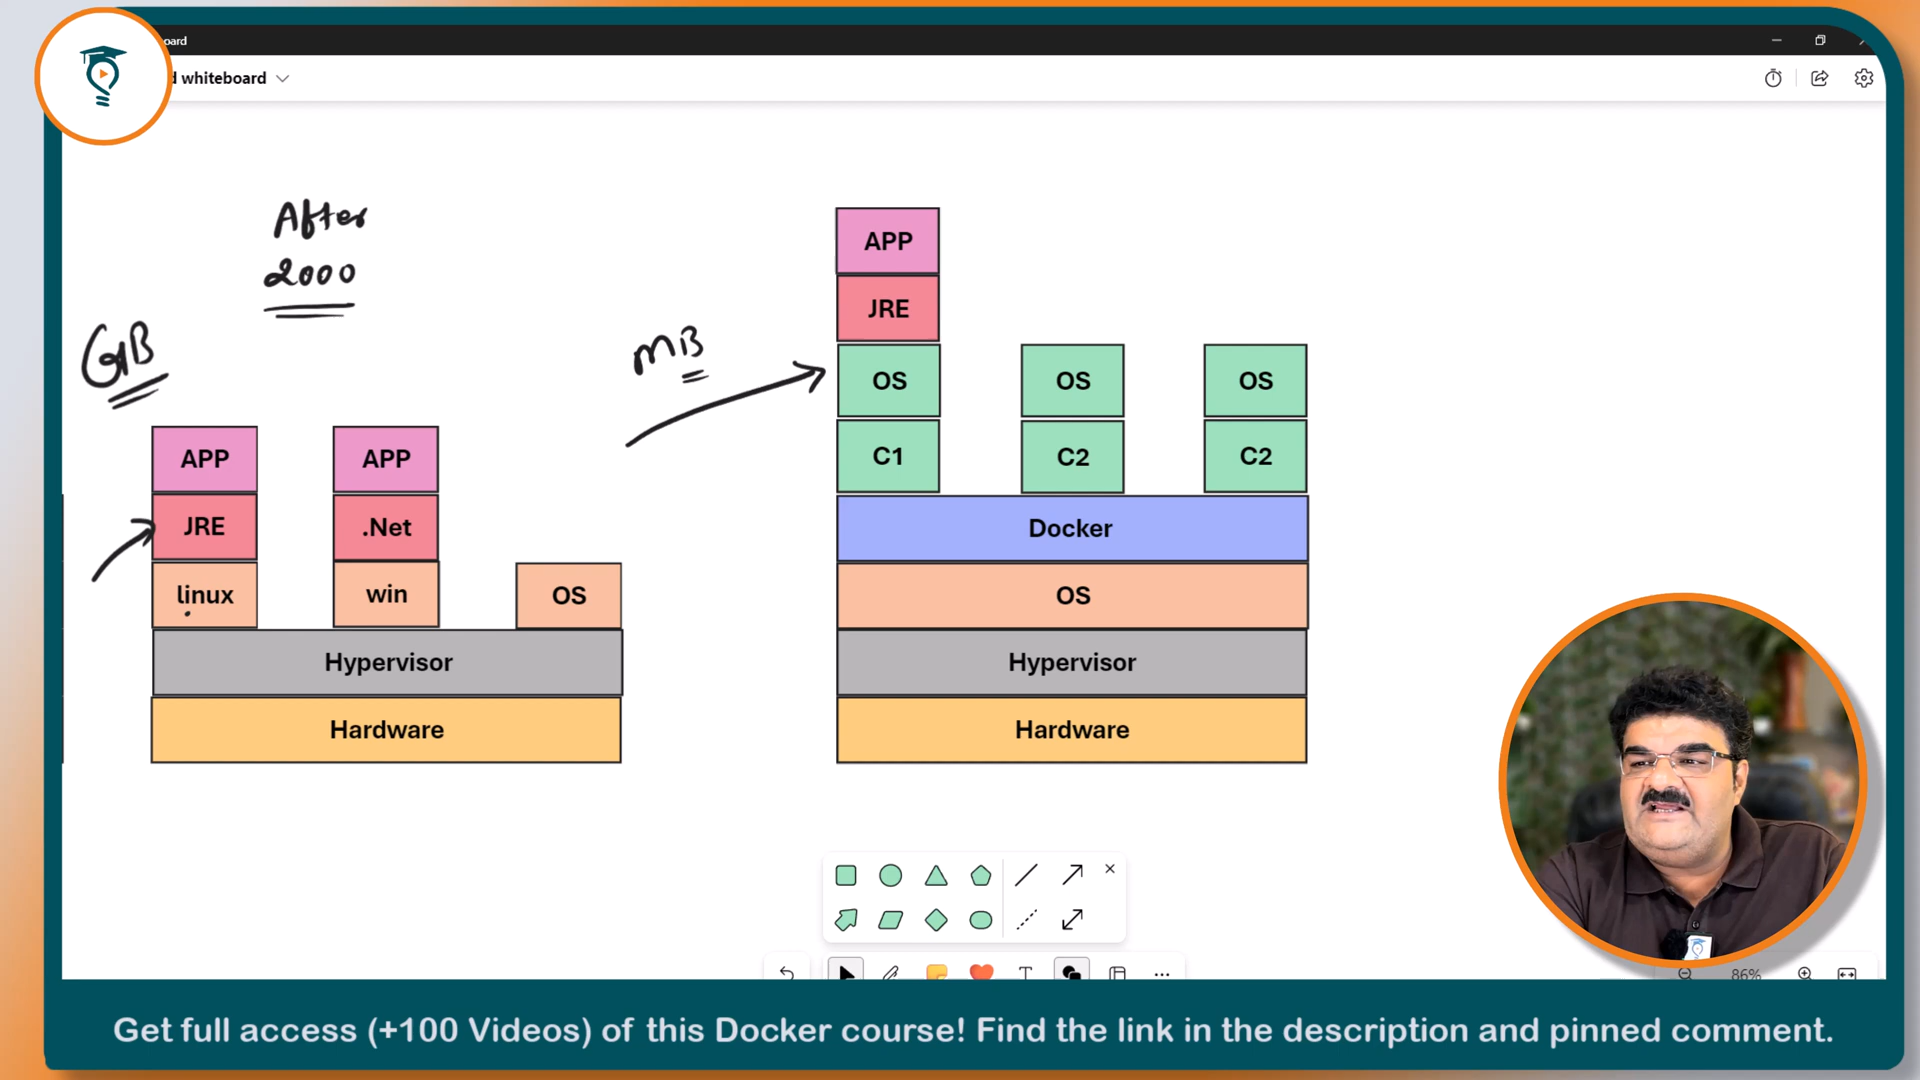 oard
d whiteboard
After
2000
GB
MB
APP
JRE
linux
APP
.Net
win
OS
Hypervisor
Hardware
APP
JRE
OS
C1
OS
C2
OS
C2
Docker
OS
Hypervisor
Hardware
T
86%
Get full access (+100 Videos) of this Docker course! Find the link in the description and pinned comment.